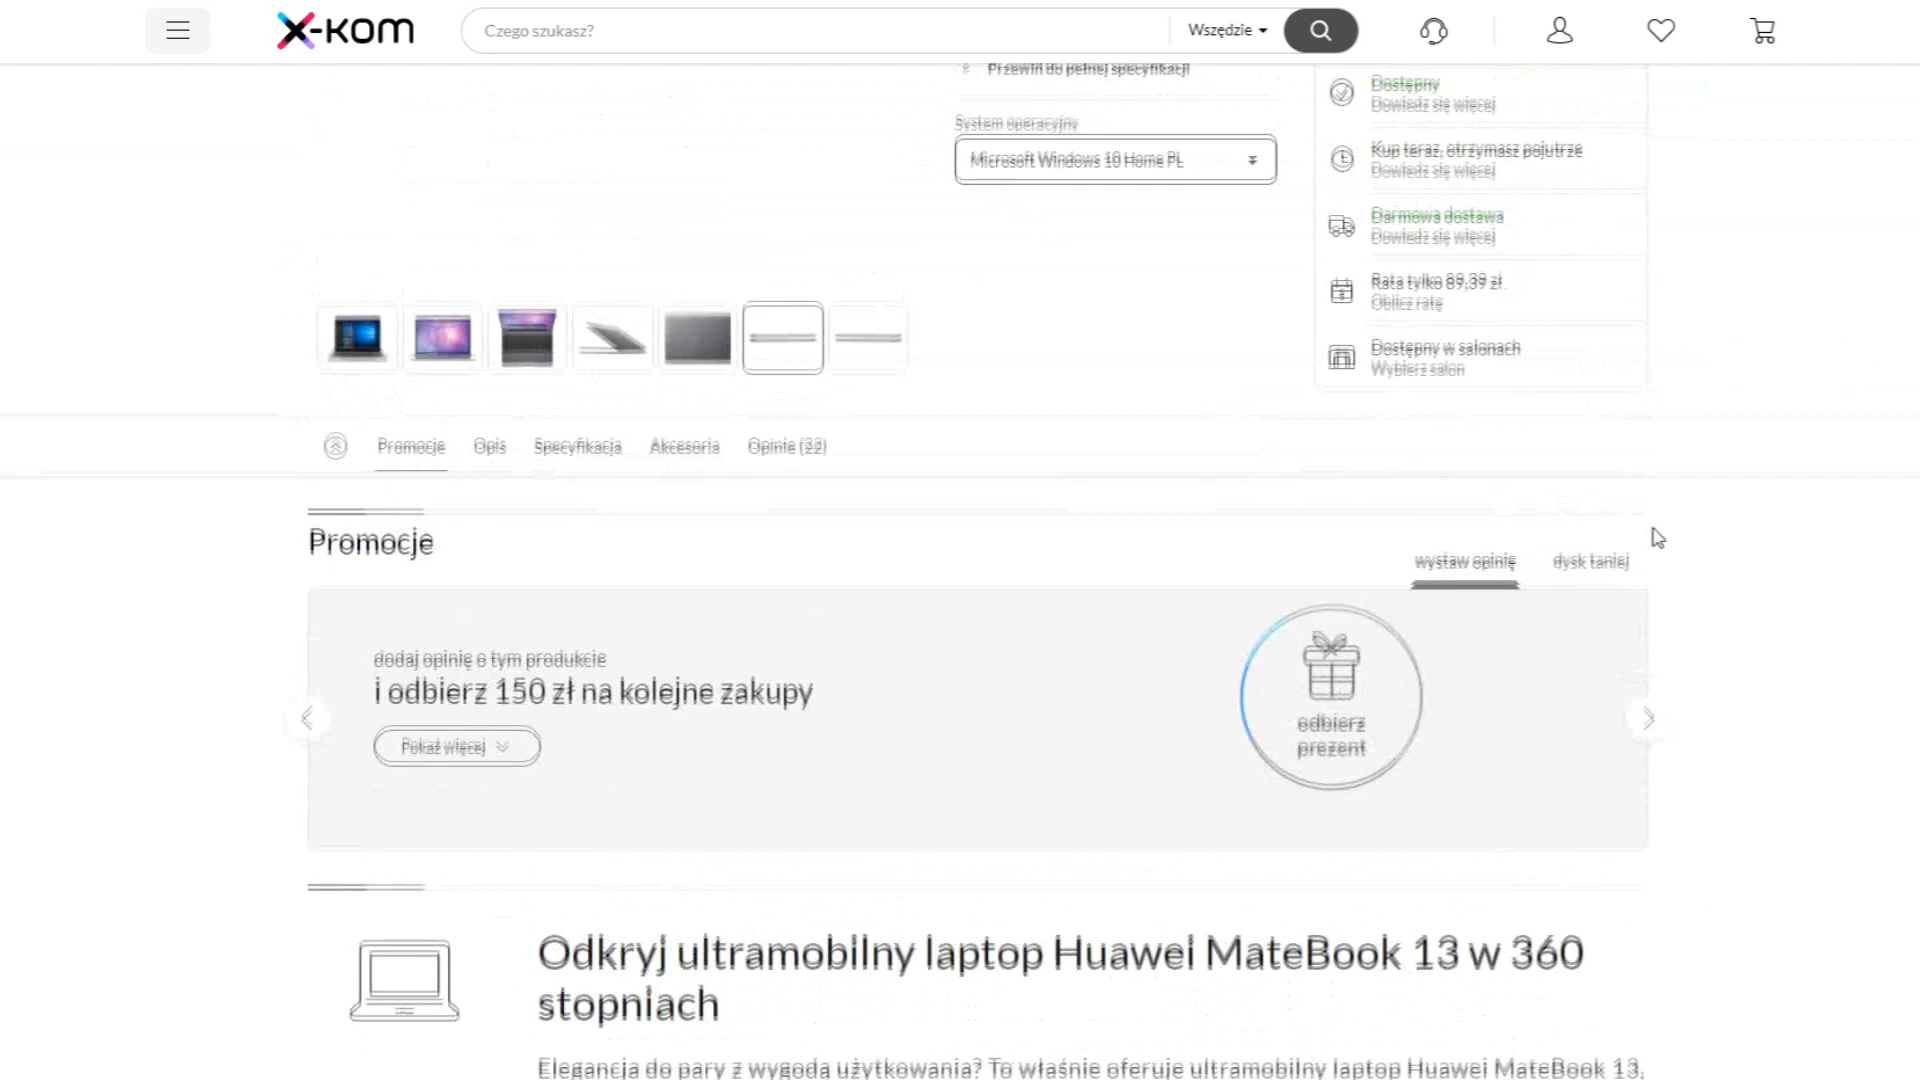 x-kom
Czego szukasz?
Wszędzie
Przewiń do pełnej specyfikacji
Dostępny
Dowiedz się więcej
System operacyjny
Microsoft Windows 10 Home PL
Kup teraz, otrzymasz pojutrze
Dowiedz się więcej
Darmowa dostawa
Dowiedz się więcej
Rata tylko 89,39 zł.
Oblicz ratę
Dostępny w salonach
Wybierz salon
Promocje
Opis
Specyfikacja
Akcesoria
Opinie (22)
Promocje
wystaw opinię
dysk taniej
dodaj opinię o tym produkcie
i odbierz 150 zł na kolejne zakupy
Pokaż więcej
odbierz
prezent
Odkryj ultramobilny laptop Huawei MateBook 13 w 360
stopniach
Elegancja do pary z wygodą użytkowania? To właśnie oferuje ultramobilny laptop Huawei MateBook 13.